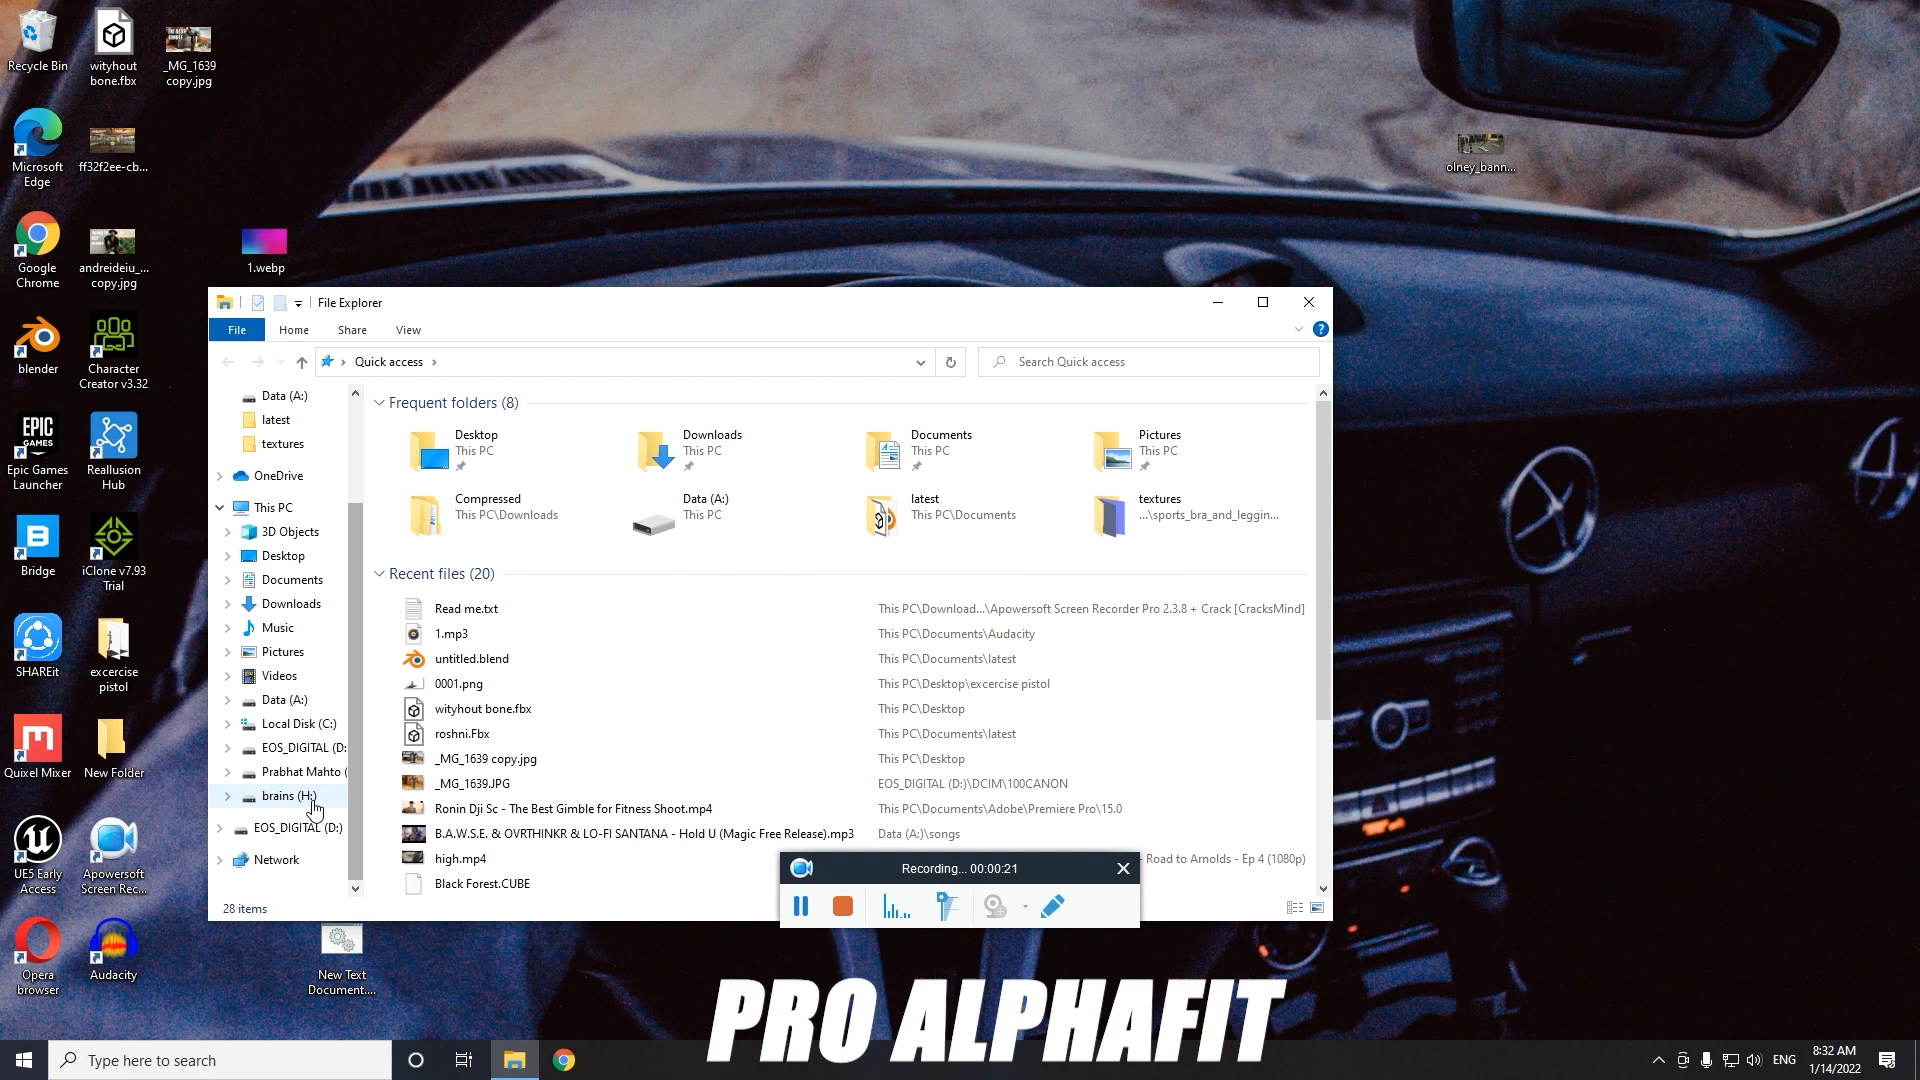 Recycle Bin
wityhout
bone.fbx
_MG_1639
copy.jpg
Microsoft
Edge
ff32f2ee-cb...
olney_bann...
Google
Chrome
andreideiu_...
copy.jpg
1.webp
blender
Character
Creator v3.32
EPIC
GAMES
Epic Games
Launcher
Reallusion
Hub
Bridge
iClone v7.93
Trial
SHAREit
excercise
pistol
Quixel Mixer
New Folder
UE5 Early
Access
Apowersoft
Screen Rec...
Opera
browser
Audacity
New Text
Document....
File Explorer
File
Home
Share
View
Quick access
Search Quick access
Data (A:)
latest
textures
OneDrive
This PC
3D Objects
Desktop
Documents
Downloads
Music
Pictures
Videos
Data (A:)
Local Disk (C:)
EOS_DIGITAL (D:
Prabhat Mahto (
brains (H:)
EOS_DIGITAL (D:)
Network
Frequent folders (8)
Desktop
This PC
Downloads
This PC
Documents
This PC
Pictures
This PC
Compressed
This PC\Downloads
Data (A:)
This PC
latest
This PC\Documents
textures
...\sports_bra_and_leggin...
Recent files (20)
Read me.txt This PC\Download...\Apowersoft Screen Recorder Pro 2.3.8 + Crack [CracksMind]
1.mp3 This PC\Documents\Audacity
untitled.blend This PC\Documents\latest
0001.png This PC\Desktop\excercise pistol
wityhout bone.fbx This PC\Desktop
roshni.Fbx This PC\Documents\latest
_MG_1639 copy.jpg This PC\Desktop
_MG_1639.JPG EOS_DIGITAL (D:)\DCIM\100CANON
Ronin Dji Sc - The Best Gimble for Fitness Shoot.mp4 This PC\Documents\Adobe\Premiere Pro\15.0
B.A.W.S.E. & OVRTHINKR & LO-FI SANTANA - Hold U (Magic Free Release).mp3 Data (A:)\songs
high.mp4 - Road to Arnolds - Ep 4 (1080p)
Black Forest.CUBE
28 items
Recording... 00:00:21
PRO ALPHAFIT
Type here to search
ENG
8:32 AM
1/14/2022